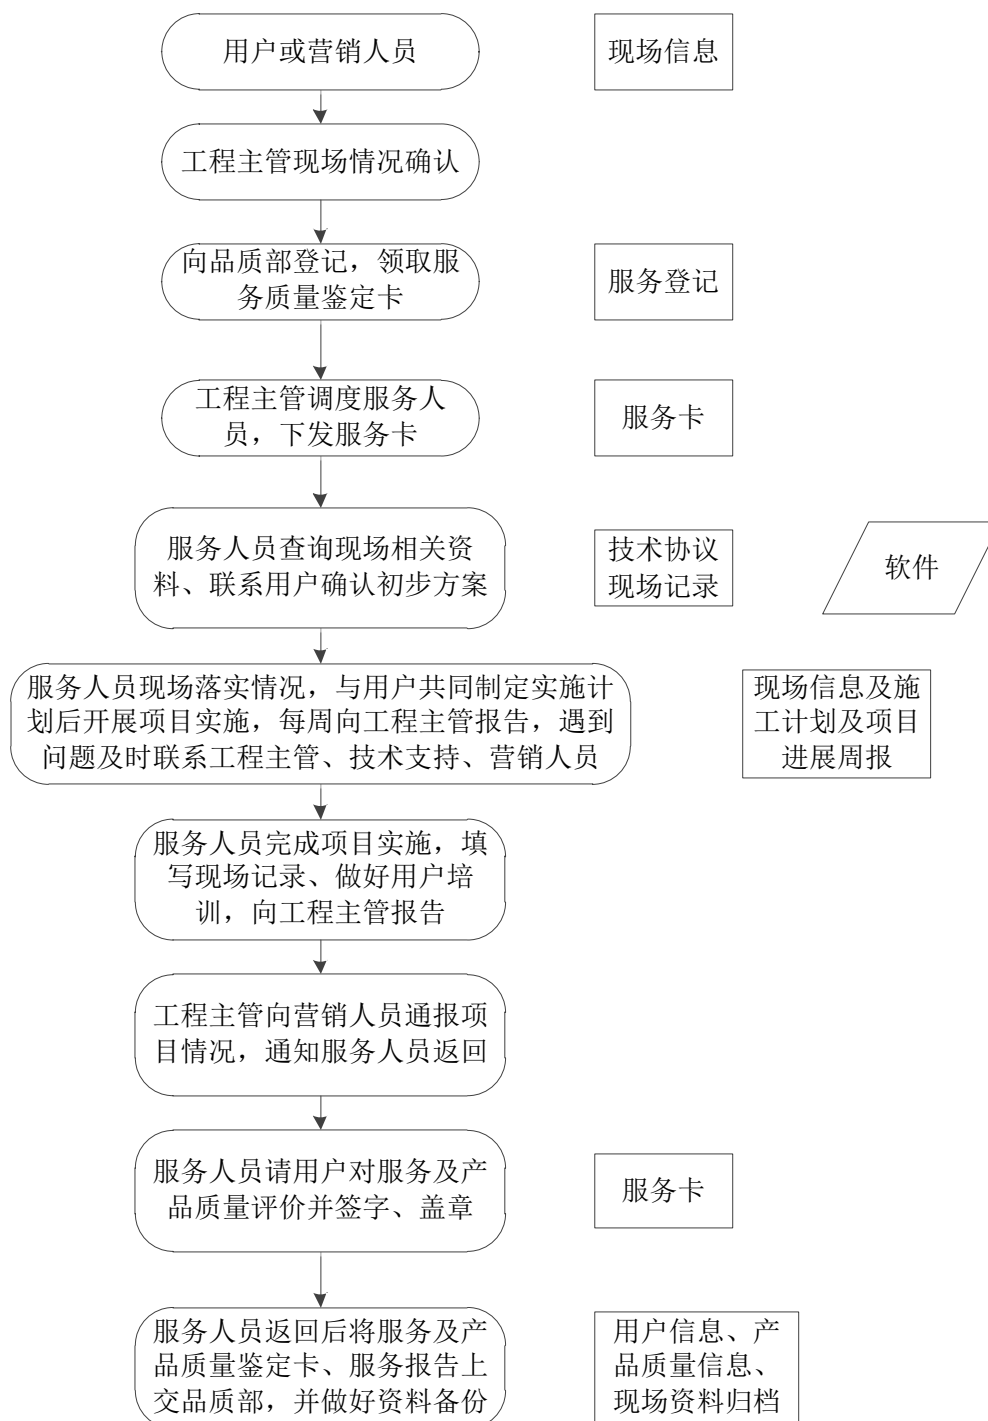 用户或营销人员
现场信息
工程主管现场情况确认
向品质部登记，领取服
务质量鉴定卡
服务登记
工程主管调度服务人
员，下发服务卡
服务卡
服务人员查询现场相关资
料、联系用户确认初步方案
技术协议
现场记录
软件
服务人员现场落实情况，与用户共同制定实施计
划后开展项目实施，每周向工程主管报告，遇到
问题及时联系工程主管、技术支持、营销人员
现场信息及施
工计划及项目
进展周报
服务人员完成项目实施，填
写现场记录、做好用户培
训，向工程主管报告
工程主管向营销人员通报项
目情况，通知服务人员返回
服务人员请用户对服务及产
品质量评价并签字、盖章
服务卡
服务人员返回后将服务及产
品质量鉴定卡、服务报告上
交品质部，并做好资料备份
用户信息、产
品质量信息、
现场资料归档